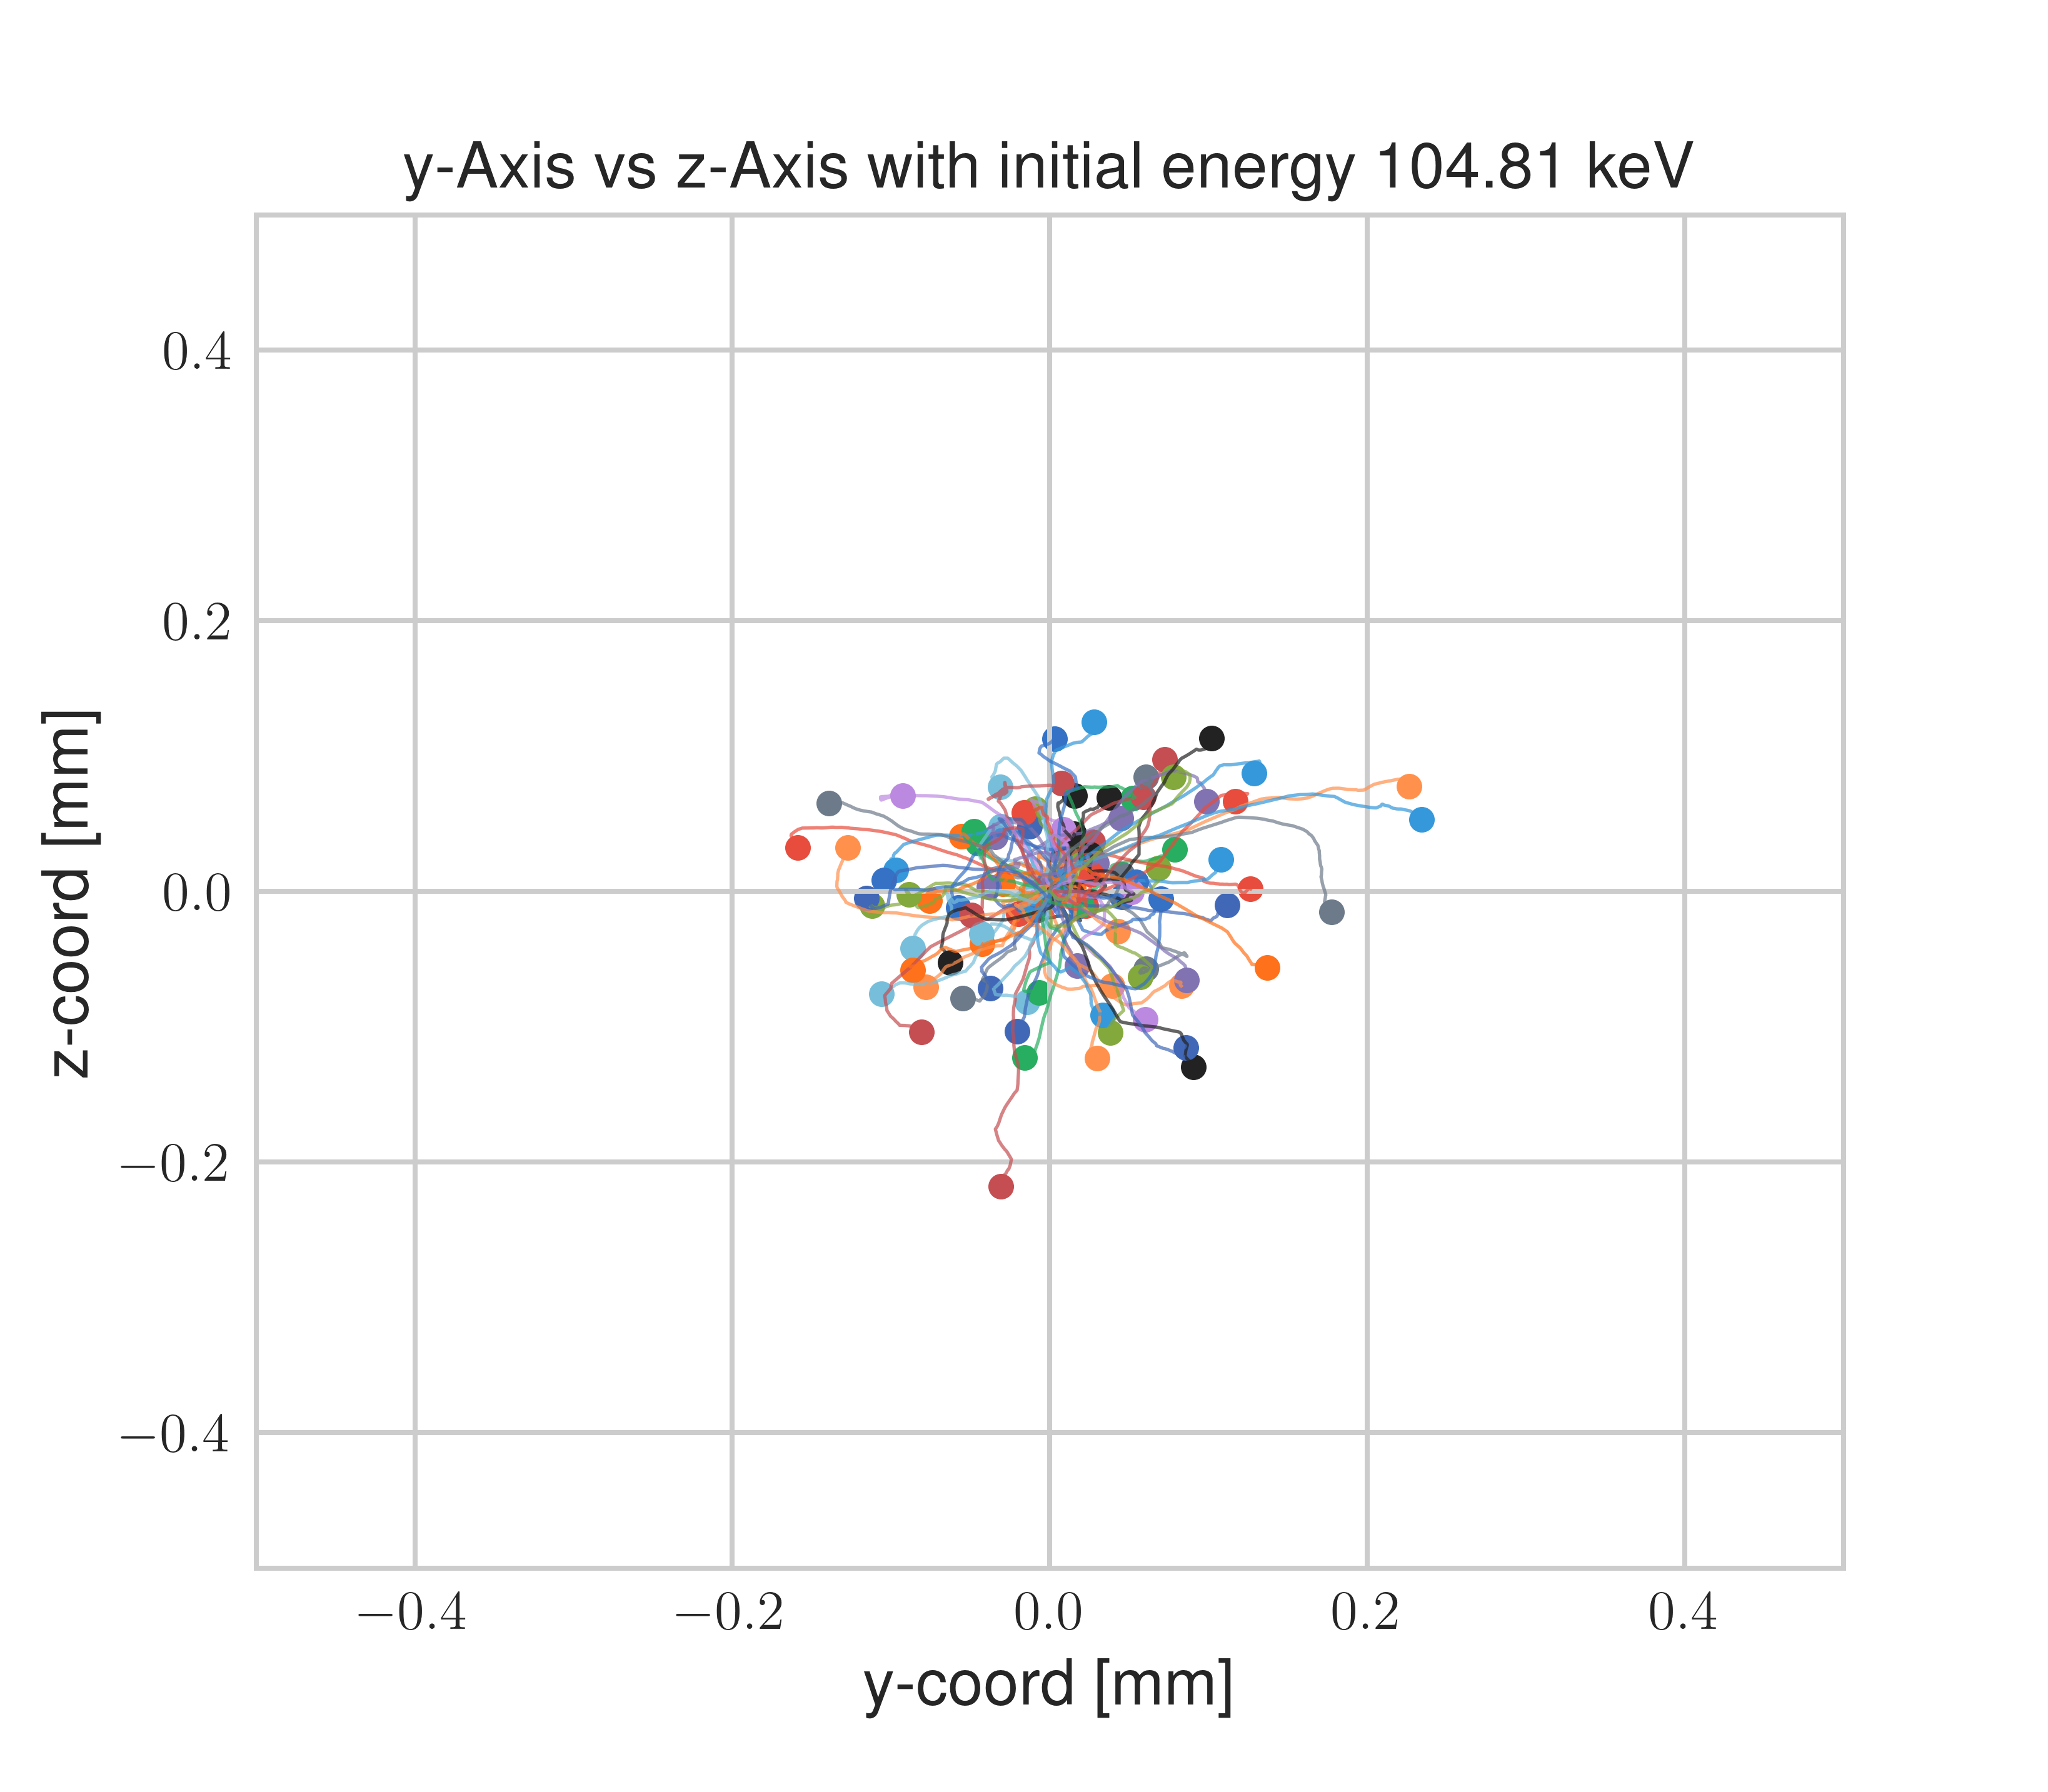 y-Axis vs z-Axis with initial energy 104.81 keV
0.4
0.2
0.0
−0.2
−0.4
z-coord [mm]
−0.4 −0.2 0.0 0.2 0.4
y-coord [mm]